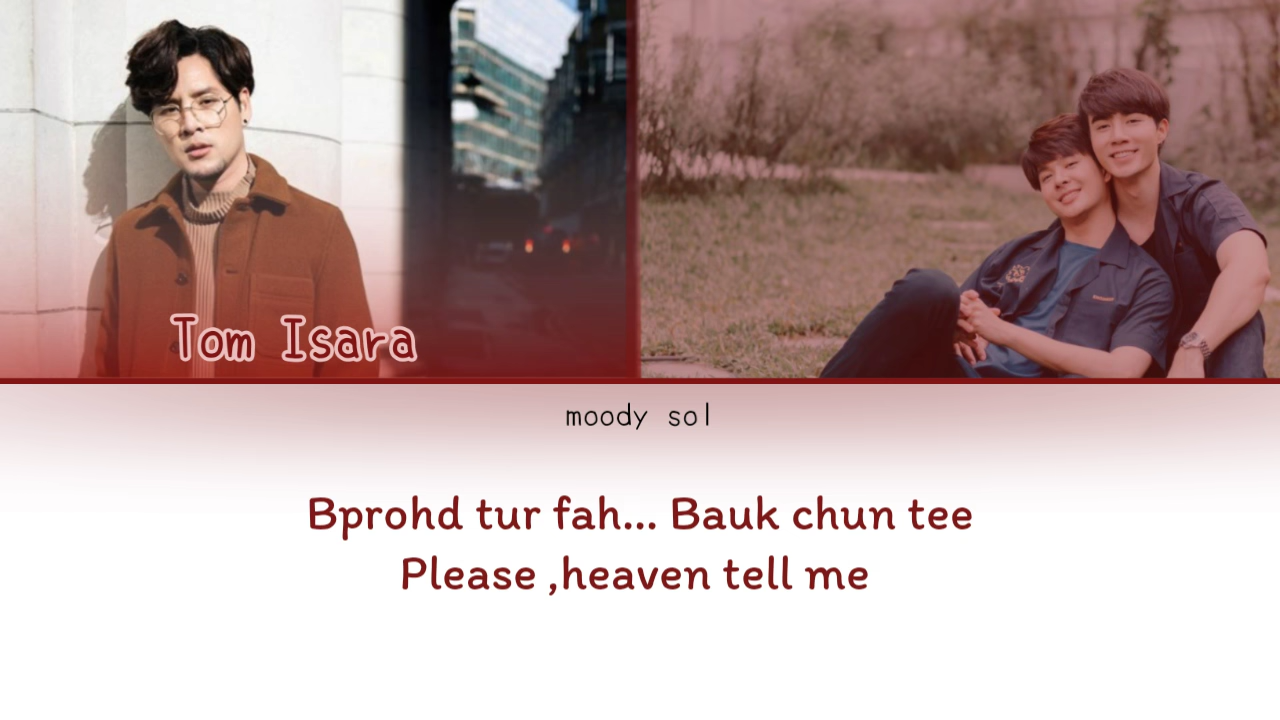 Tom Isara
moody sol
Bprohd tur fah... Bauk chun tee
Please ,heaven tell me